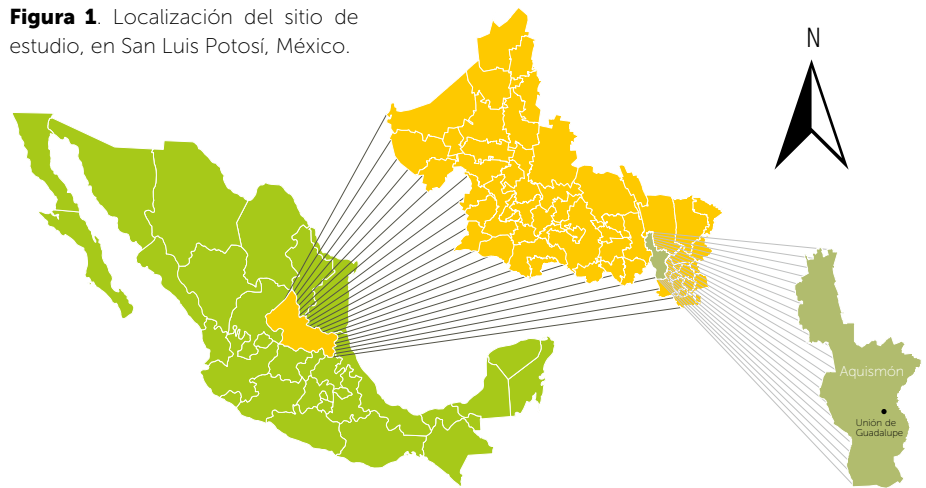 Figura 1. Localización del sitio de
estudio, en San Luis Potosí, México.
N
Aquismón
Unión de
Guadalupe